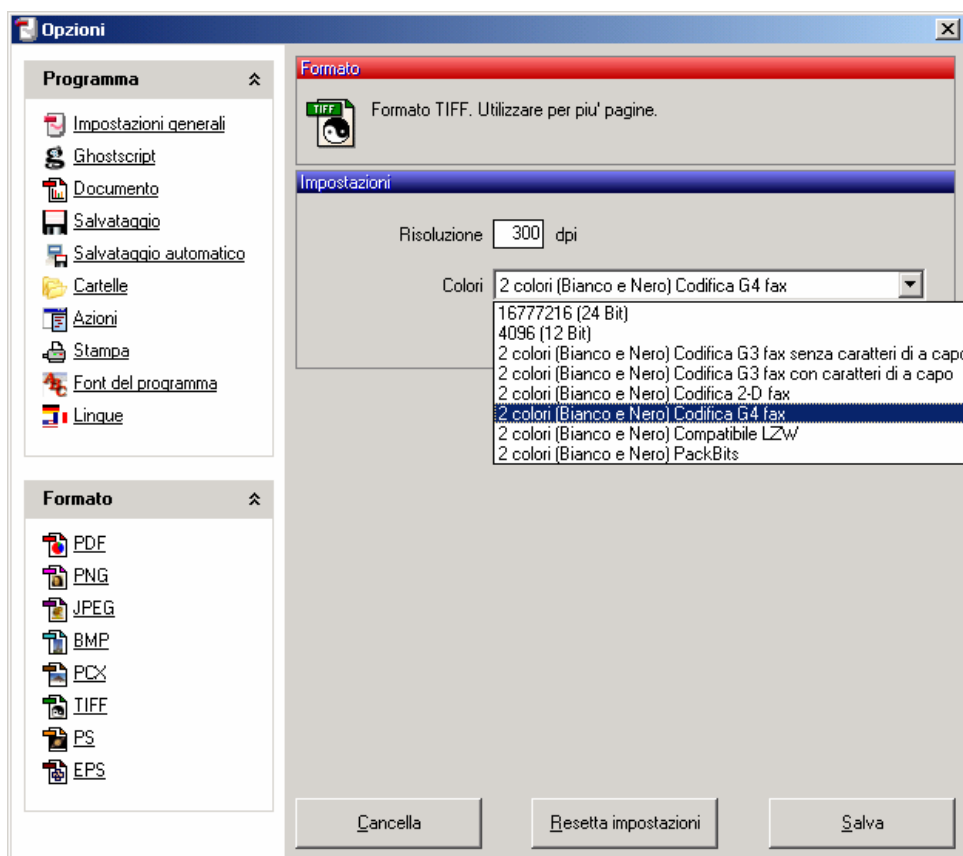 Opzioni
Programma
Impostazioni generali
Ghostscript
Documento
Salvataggio
Salvataggio automatico
Cartelle
Azioni
Stampa
Font del programma
Lingue
Formato
PDF
PNG
JPEG
BMP
PCX
TIFF
PS
EPS
Formato
TIFF
Formato TIFF. Utilizzare per piu' pagine.
Impostazioni
Risoluzione 300 dpi
Colori 2 colori (Bianco e Nero) Codifica G4 fax
16777216 (24 Bit)
4096 (12 Bit)
2 colori (Bianco e Nero) Codifica G3 fax senza caratteri di a capo
2 colori (Bianco e Nero) Codifica G3 fax con caratteri di a capo
2 colori (Bianco e Nero) Codifica 2-D fax
2 colori (Bianco e Nero) Codifica G4 fax
2 colori (Bianco e Nero) Compatibile LZW
2 colori (Bianco e Nero) PackBits
Cancella Resetta impostazioni Salva